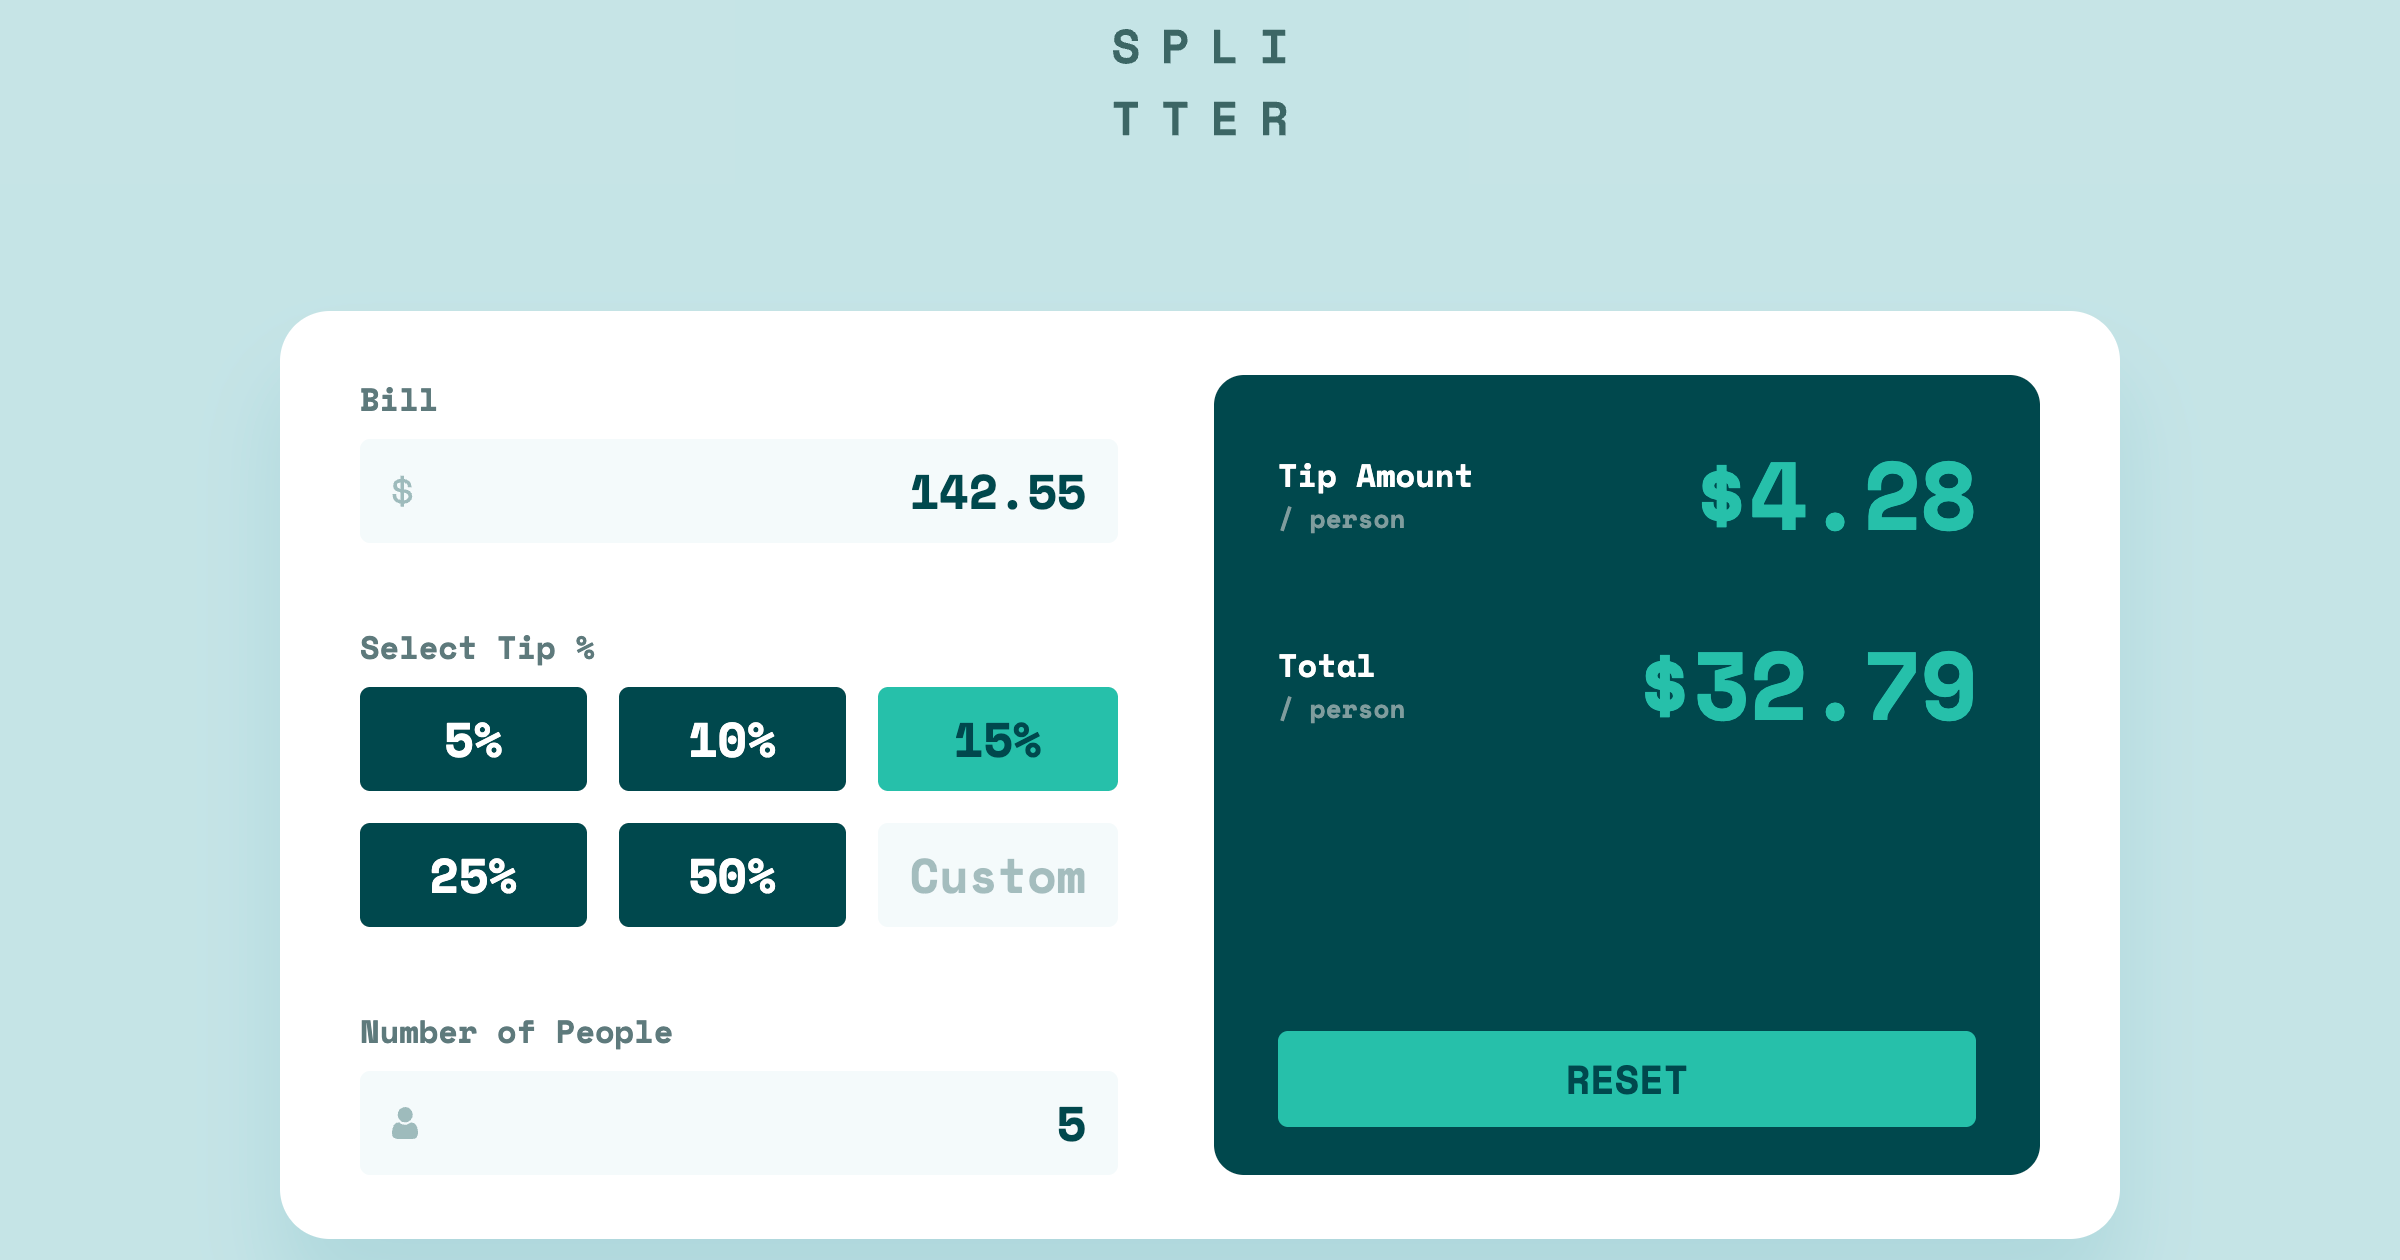 SPLI
TTER
Bill
$ 142.55
Select Tip %
5% 10% 15%
25% 50% Custom
Number of People
5
Tip Amount
/ person
$4.28
Total
/ person
$32.79
RESET